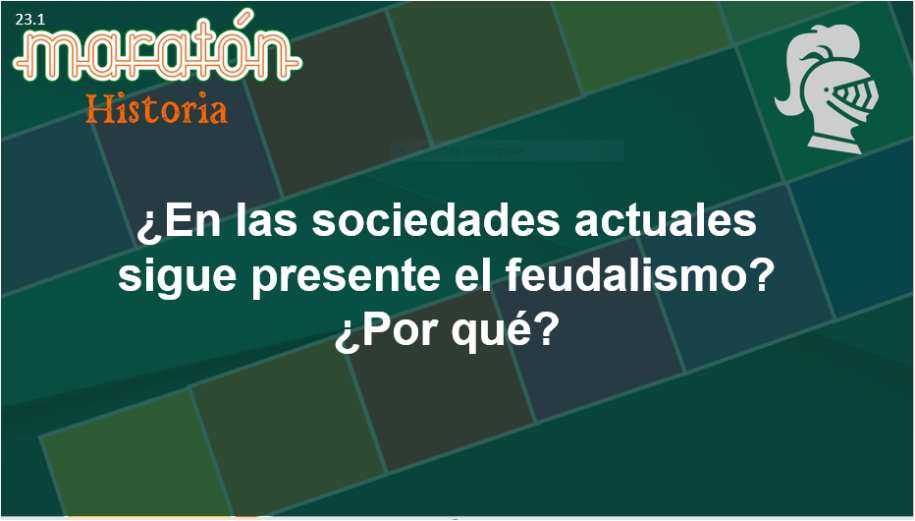 23.1
maratón
Historia
¿En las sociedades actuales
sigue presente el feudalismo?
¿Por qué?